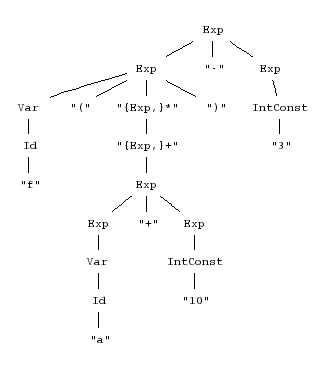 Exp
Exp "-" Exp
Var "(" "{Exp,}*" ")" IntConst
Id "{Exp,}+" "3"
"f" Exp
Exp "+" Exp
Var IntConst
Id "10"
"a"